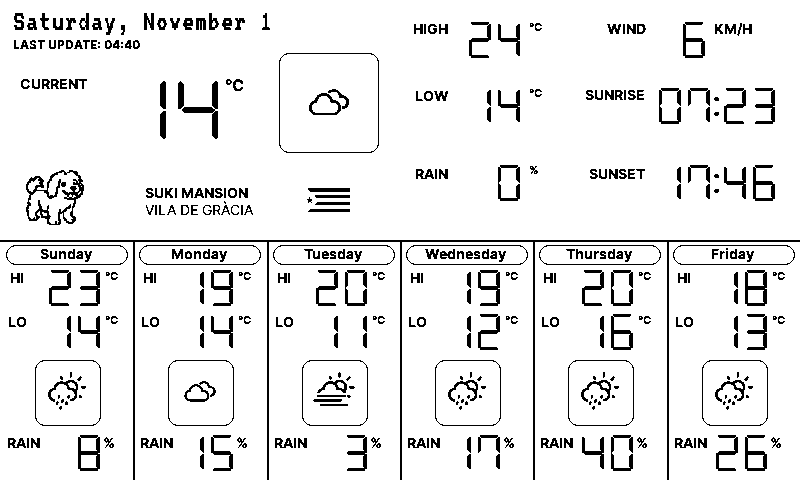 Saturday, November 1
LAST UPDATE: 04:40
CURRENT 14 °C
SUKI MANSION
VILA DE GRÀCIA
HIGH 24 °C
LOW 14 °C
RAIN 0 %
WIND 6 KM/H
SUNRISE 07:23
SUNSET 17:46
Sunday
HI 23 °C
LO 14 °C
RAIN 8 %
Monday
HI 19 °C
LO 14 °C
RAIN 15 %
Tuesday
HI 20 °C
LO 11 °C
RAIN 3 %
Wednesday
HI 19 °C
LO 12 °C
RAIN 17 %
Thursday
HI 20 °C
LO 16 °C
RAIN 40 %
Friday
HI 18 °C
LO 13 °C
RAIN 26 %